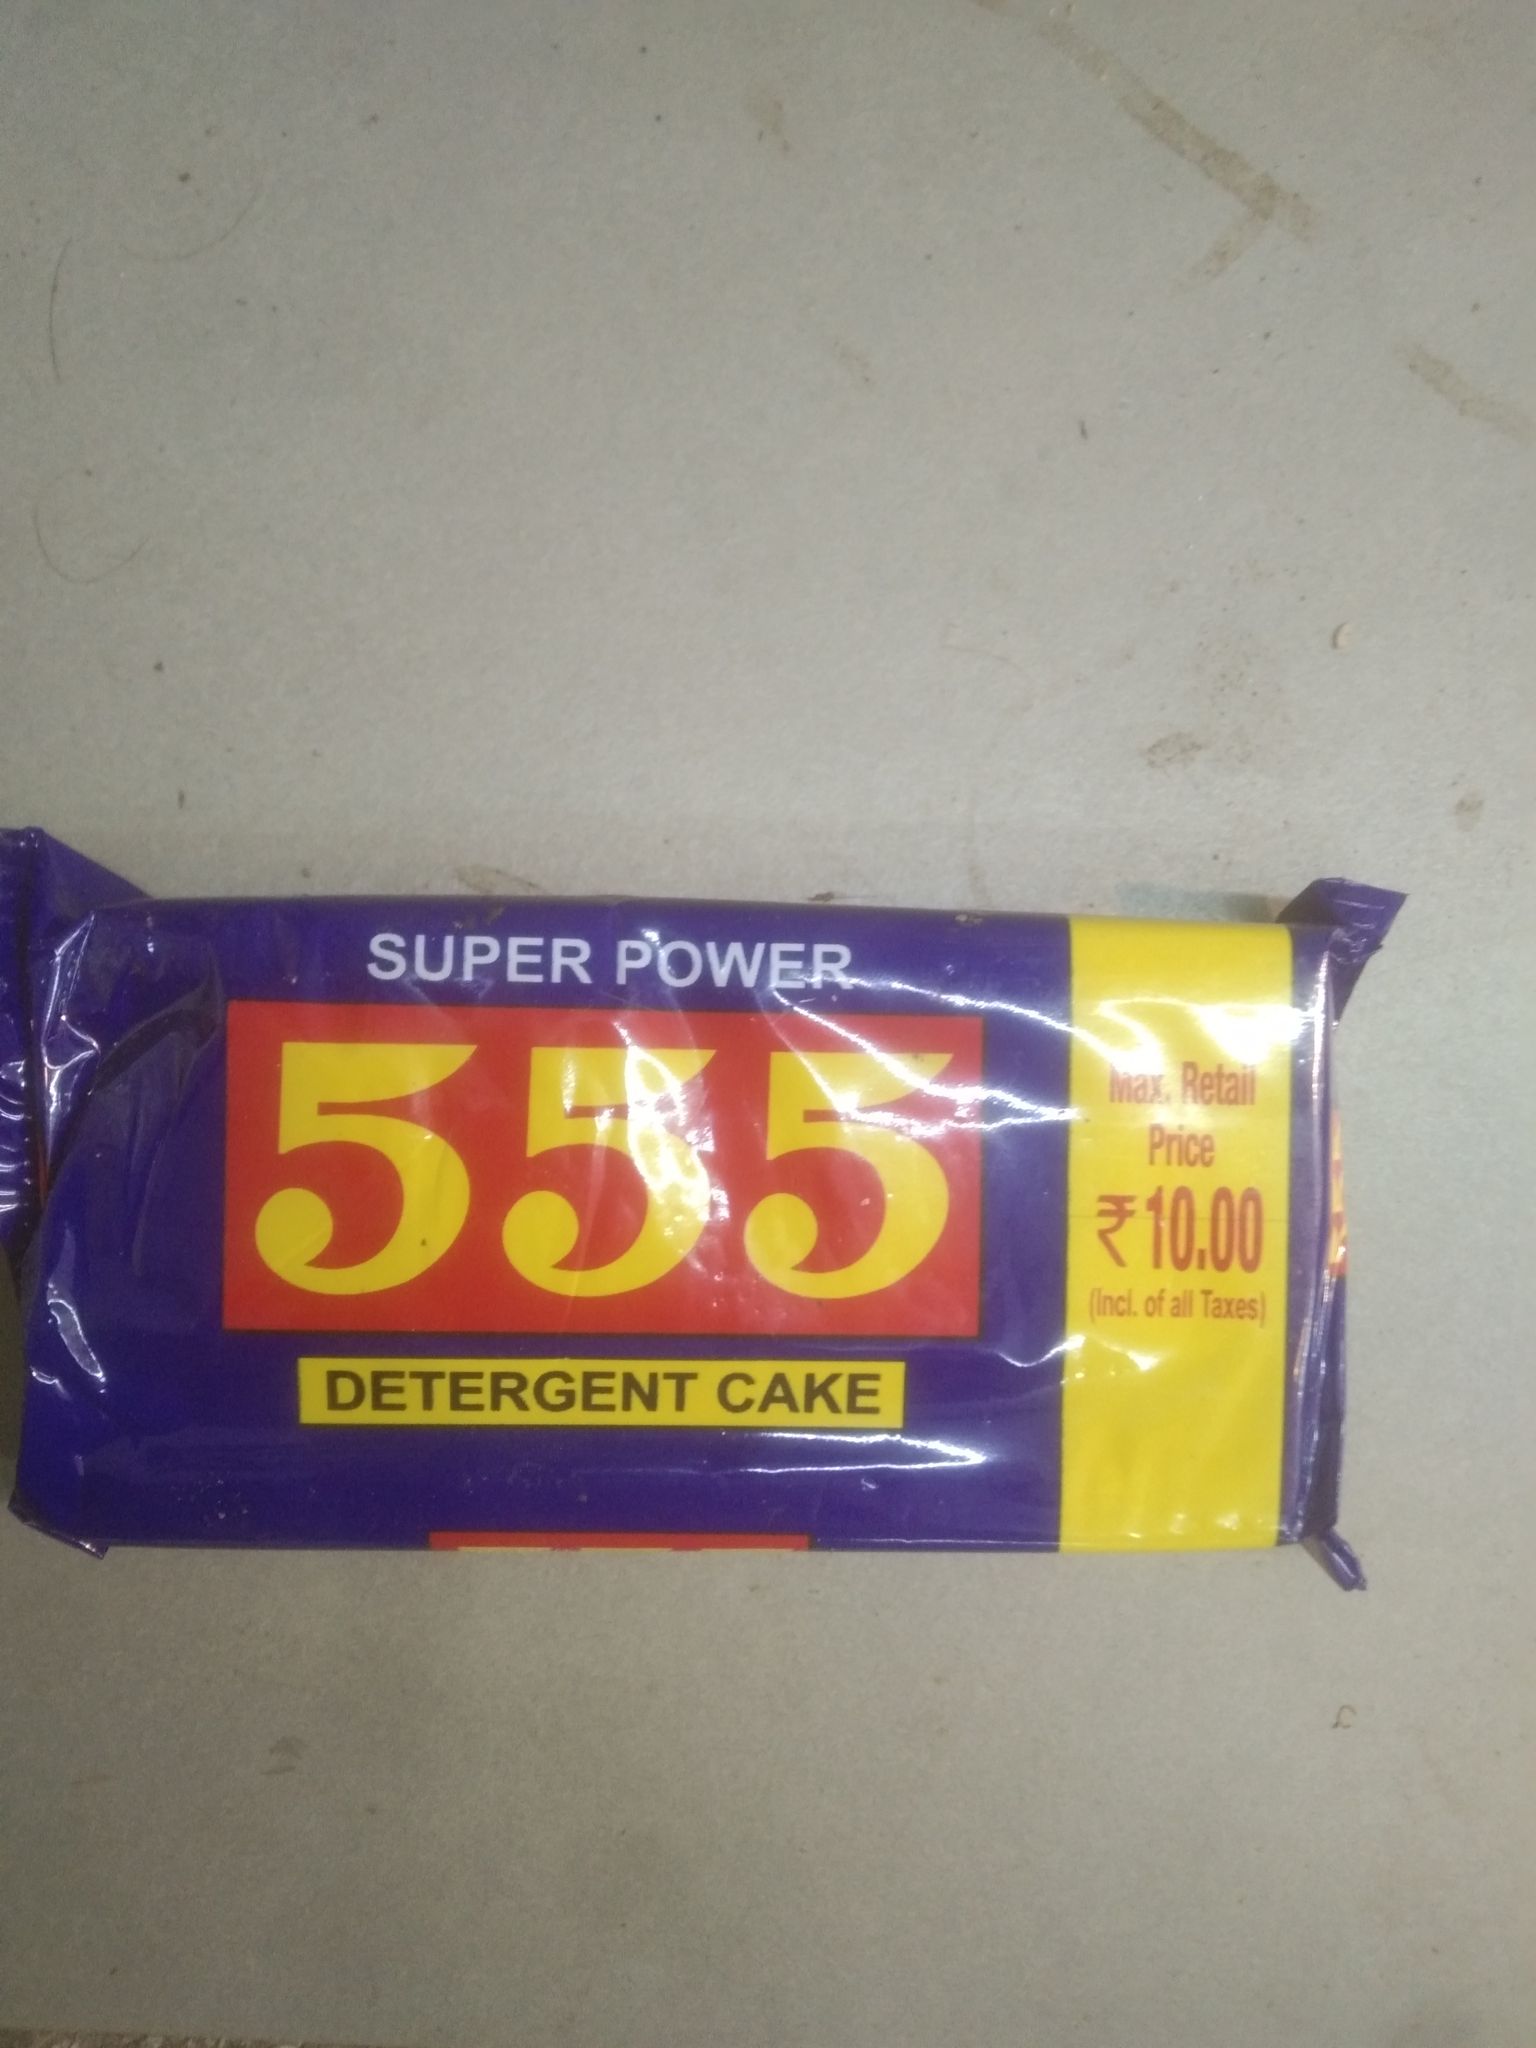 SUPER POWER
555
DETERGENT CAKE
Max. Retail
Price
₹10.00
(Incl. of all Taxes)